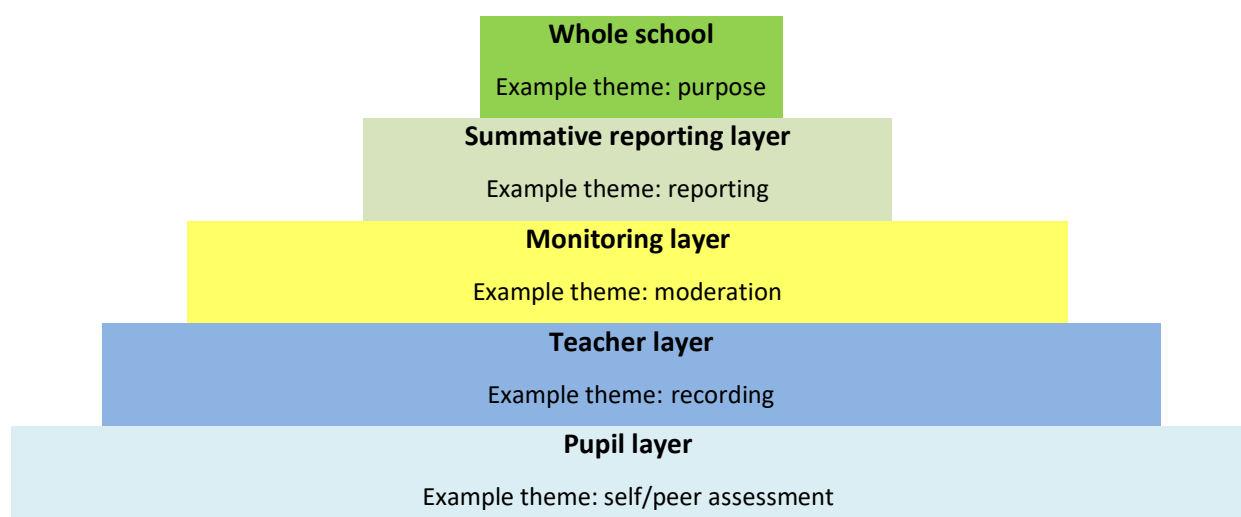 Whole school
Example theme: purpose
Summative reporting layer
Example theme: reporting
Monitoring layer
Example theme: moderation
Teacher layer
Example theme: recording
Pupil layer
Example theme: self/peer assessment